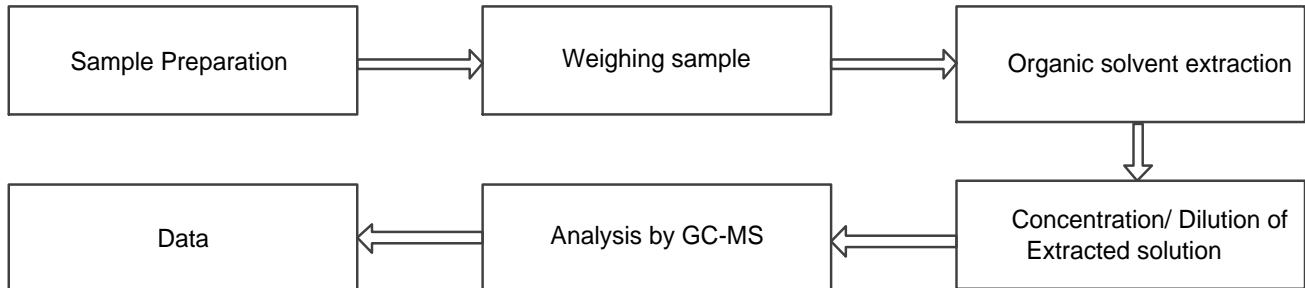 Sample Preparation
Weighing sample
Organic solvent extraction
Concentration/ Dilution of
Extracted solution
Analysis by GC-MS
Data